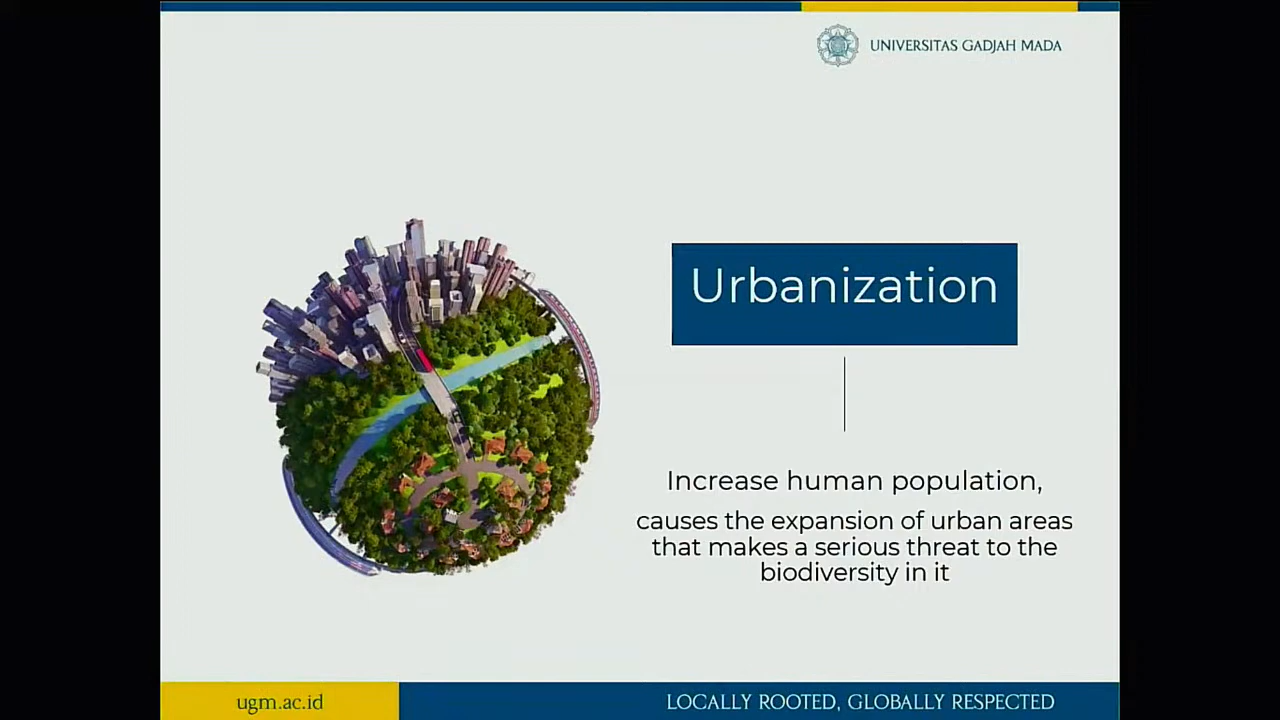 UNIVERSITAS GADJAH MADA
Urbanization
Increase human population,
causes the expansion of urban areas
that makes a serious threat to the
biodiversity in it
ugm.ac.id
LOCALLY ROOTED, GLOBALLY RESPECTED